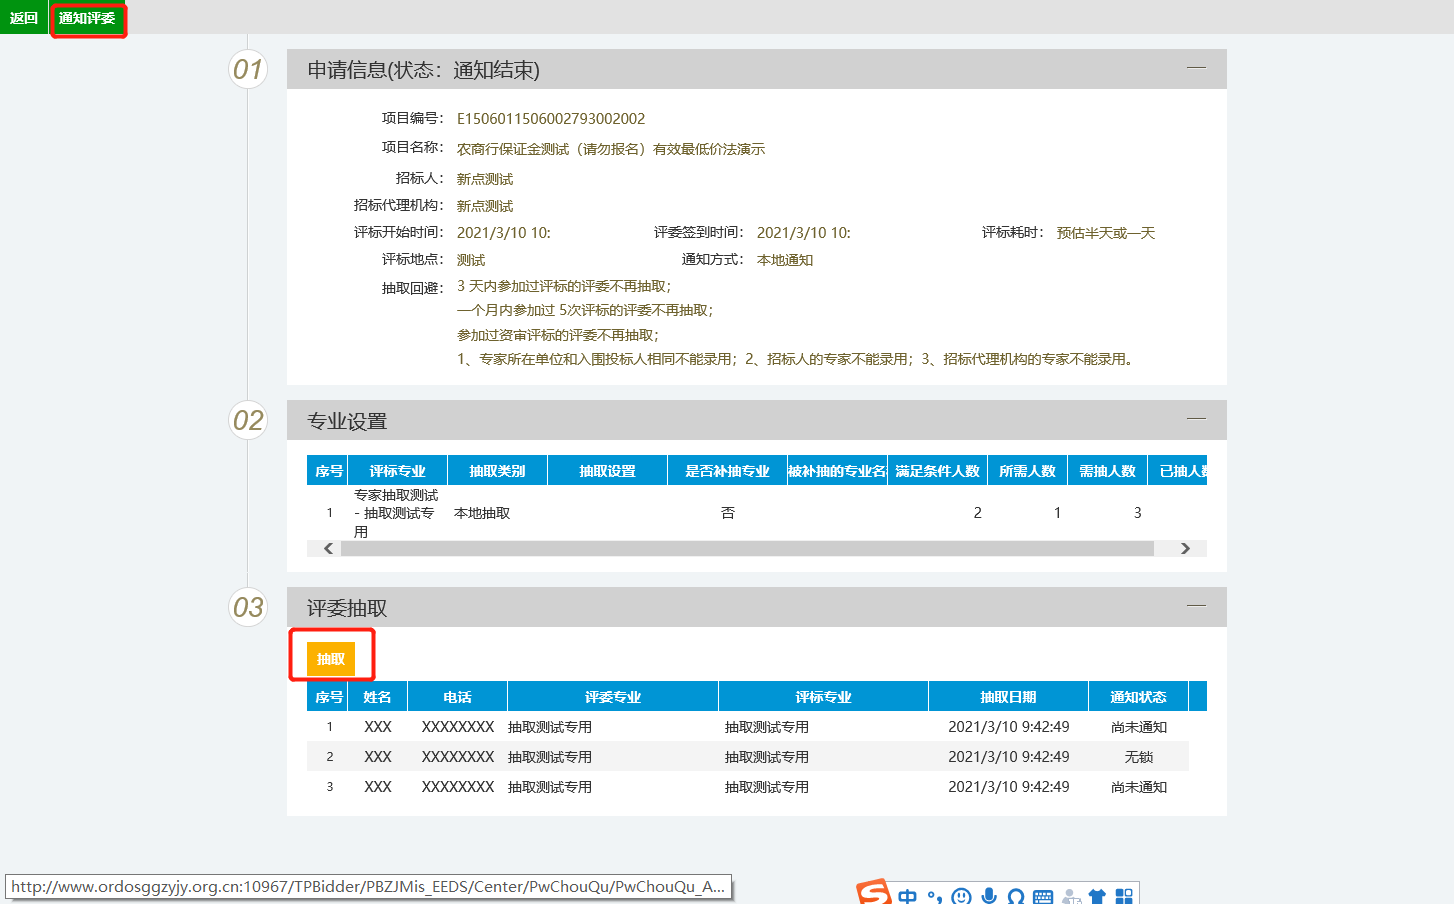 返回 通知评委
01 申请信息(状态：通知结束)
项目编号： E1506011506002793002002
项目名称： 农商行保证金测试（请勿报名）有效最低价法演示
招标人： 新点测试
招标代理机构： 新点测试
评标开始时间： 2021/3/10 10: 评委签到时间： 2021/3/10 10: 评标耗时： 预估半天或一天
评标地点： 测试 通知方式： 本地通知
抽取回避： 3 天内参加过评标的评委不再抽取；
一个月内参加过 5次评标的评委不再抽取；
参加过资审评标的评委不再抽取；
1、专家所在单位和入围投标人相同不能录用；2、招标人的专家不能录用；3、招标代理机构的专家不能录用。
02 专业设置
序号 评标专业 抽取类别 抽取设置 是否补抽专业 被补抽的专业名 满足条件人数 所需人数 需抽人数 已抽人
专家抽取测试
1 - 抽取测试专 本地抽取 否 2 1 3
用
03 评委抽取
抽取
序号 姓名 电话 评委专业 评标专业 抽取日期 通知状态
1 XXX XXXXXXXX 抽取测试专用 抽取测试专用 2021/3/10 9:42:49 尚未通知
2 XXX XXXXXXXX 抽取测试专用 抽取测试专用 2021/3/10 9:42:49 无锁
3 XXX XXXXXXXX 抽取测试专用 抽取测试专用 2021/3/10 9:42:49 尚未通知
http://www.ordosggzyjy.org.cn:10967/TPBidder/PBZJMis_EEDS/Center/PwChouQu/PwChouQu_A...
中